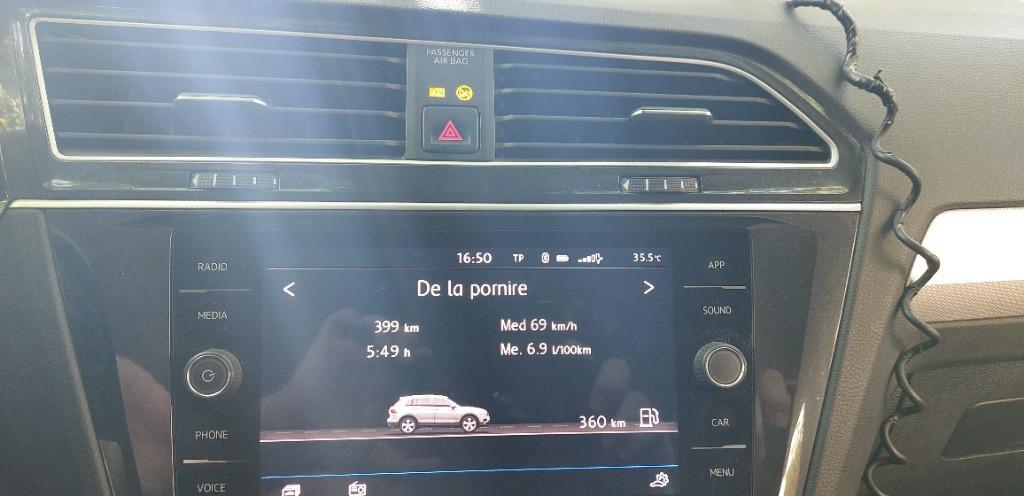 PASSENGER
AIR BAG
RADIO
MEDIA
PHONE
VOICE
16:50 TP 35.5°C
De la pornire
399 km Med 69 km/h
5:49 h Me. 6.9 l/100km
360 km
APP
SOUND
CAR
MENU